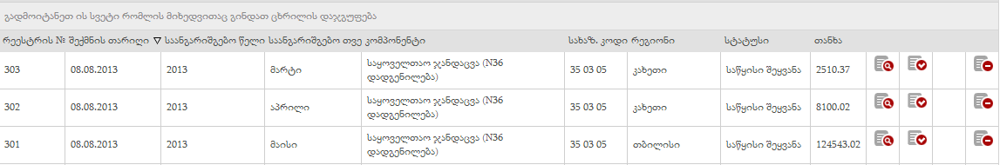 გადმოიტანეთ ის სვეტი რომლის მიხედვითაც გინდათ ცხრილის დაჯგუფება
რეესტრის № შექმნის თარიღი საანგარიშგებო წელი საანგარიშგებო თვე კომპონენტი სახაზ. კოდი რეგიონი სტატუსი თანხა
303 08.08.2013 2013 მარტი საყოველთაო ჯანდაცვა (N36 დადგენილება) 35 03 05 კახეთი საწყისი შეყვანა 2510.37
302 08.08.2013 2013 აპრილი საყოველთაო ჯანდაცვა (N36 დადგენილება) 35 03 05 კახეთი საწყისი შეყვანა 8100.02
301 08.08.2013 2013 მაისი საყოველთაო ჯანდაცვა (N36 დადგენილება) 35 03 05 თბილისი საწყისი შეყვანა 124543.02